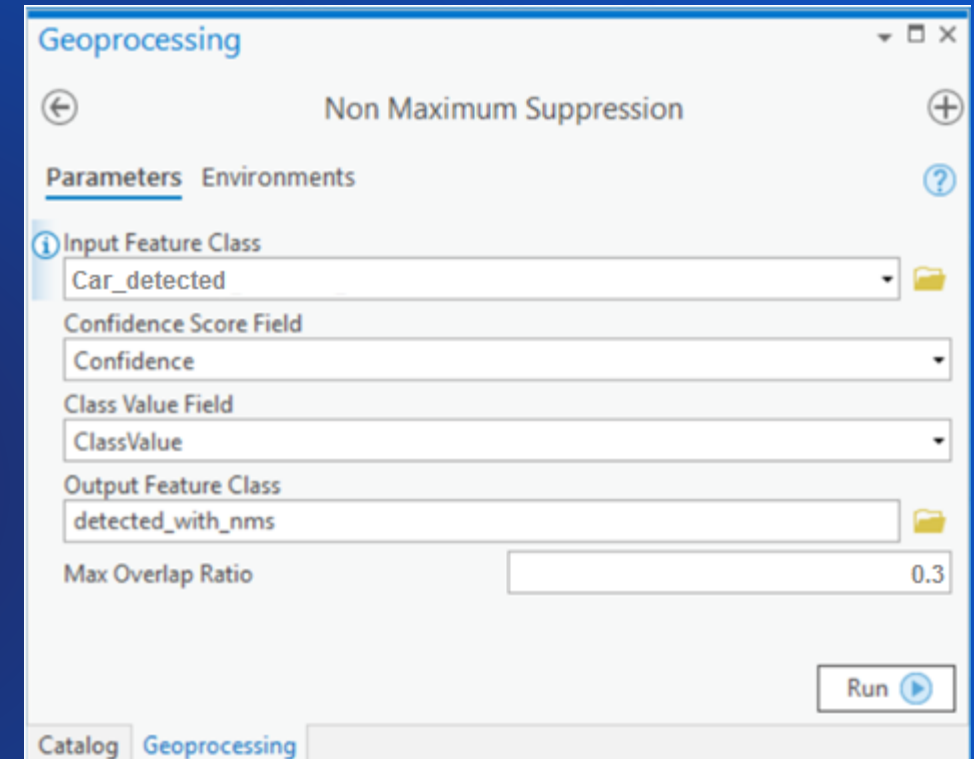 Geoprocessing
Non Maximum Suppression
Parameters Environments
Input Feature Class
Car_detected
Confidence Score Field
Confidence
Class Value Field
ClassValue
Output Feature Class
detected_with_nms
Max Overlap Ratio 0.3
Run
Catalog Geoprocessing